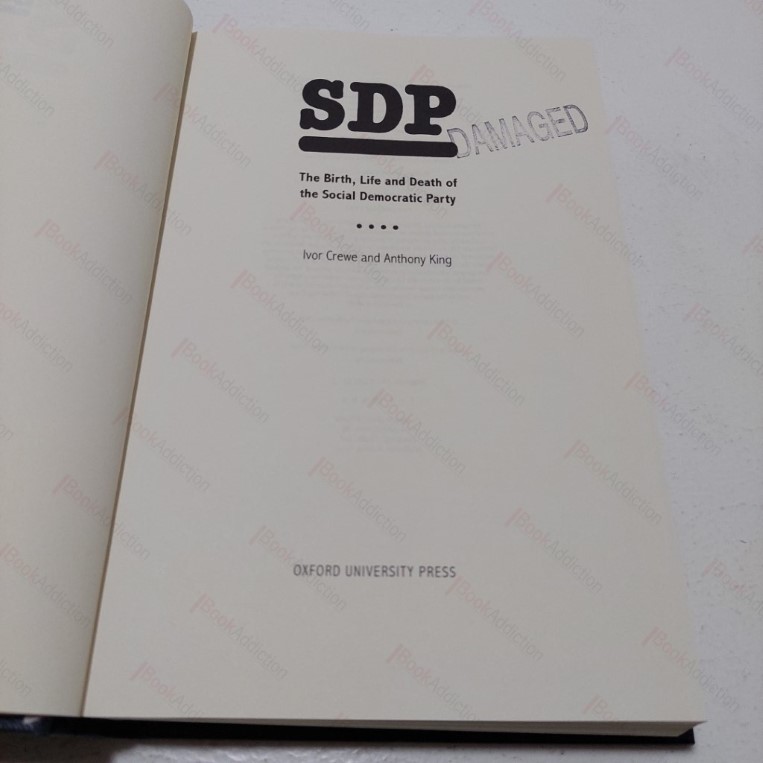 SDP
DAMAGED
The Birth, Life and Death of
the Social Democratic Party
Ivor Crewe and Anthony King
OXFORD UNIVERSITY PRESS
BookAddiction